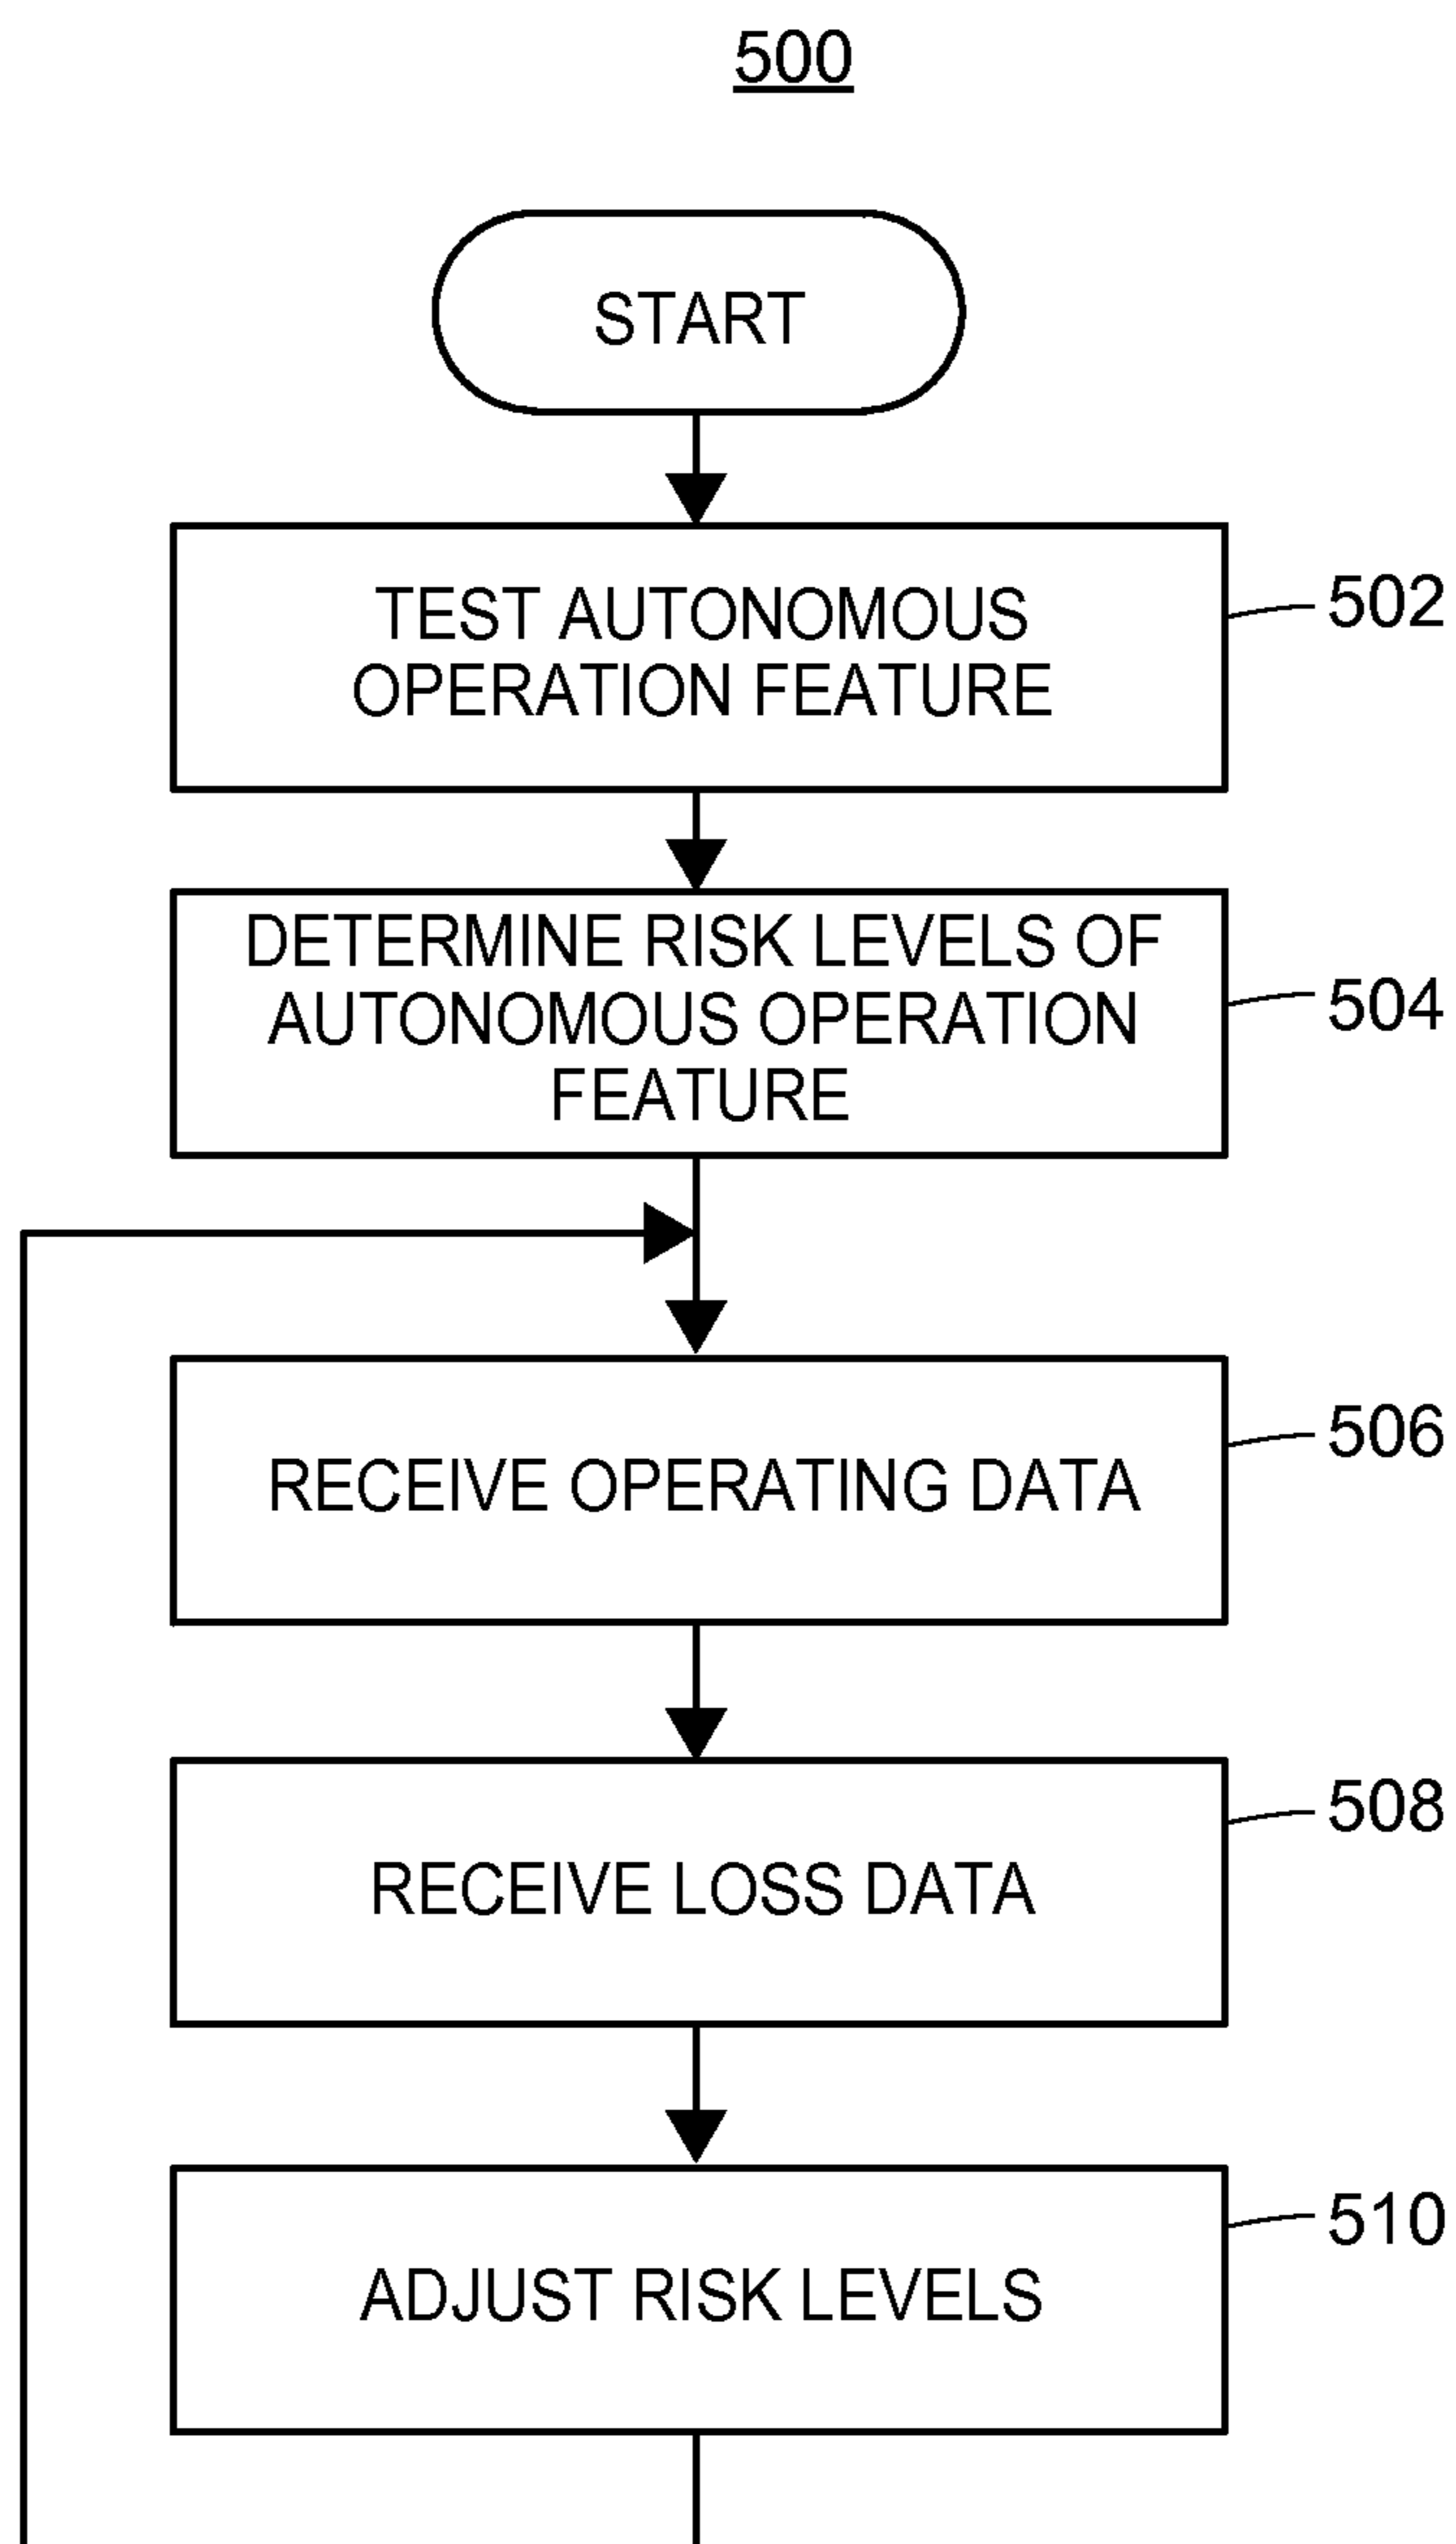 500
START
TEST AUTONOMOUS
OPERATION FEATURE
502
DETERMINE RISK LEVELS OF
AUTONOMOUS OPERATION
FEATURE
504
RECEIVE OPERATING DATA
506
RECEIVE LOSS DATA
508
ADJUST RISK LEVELS
510